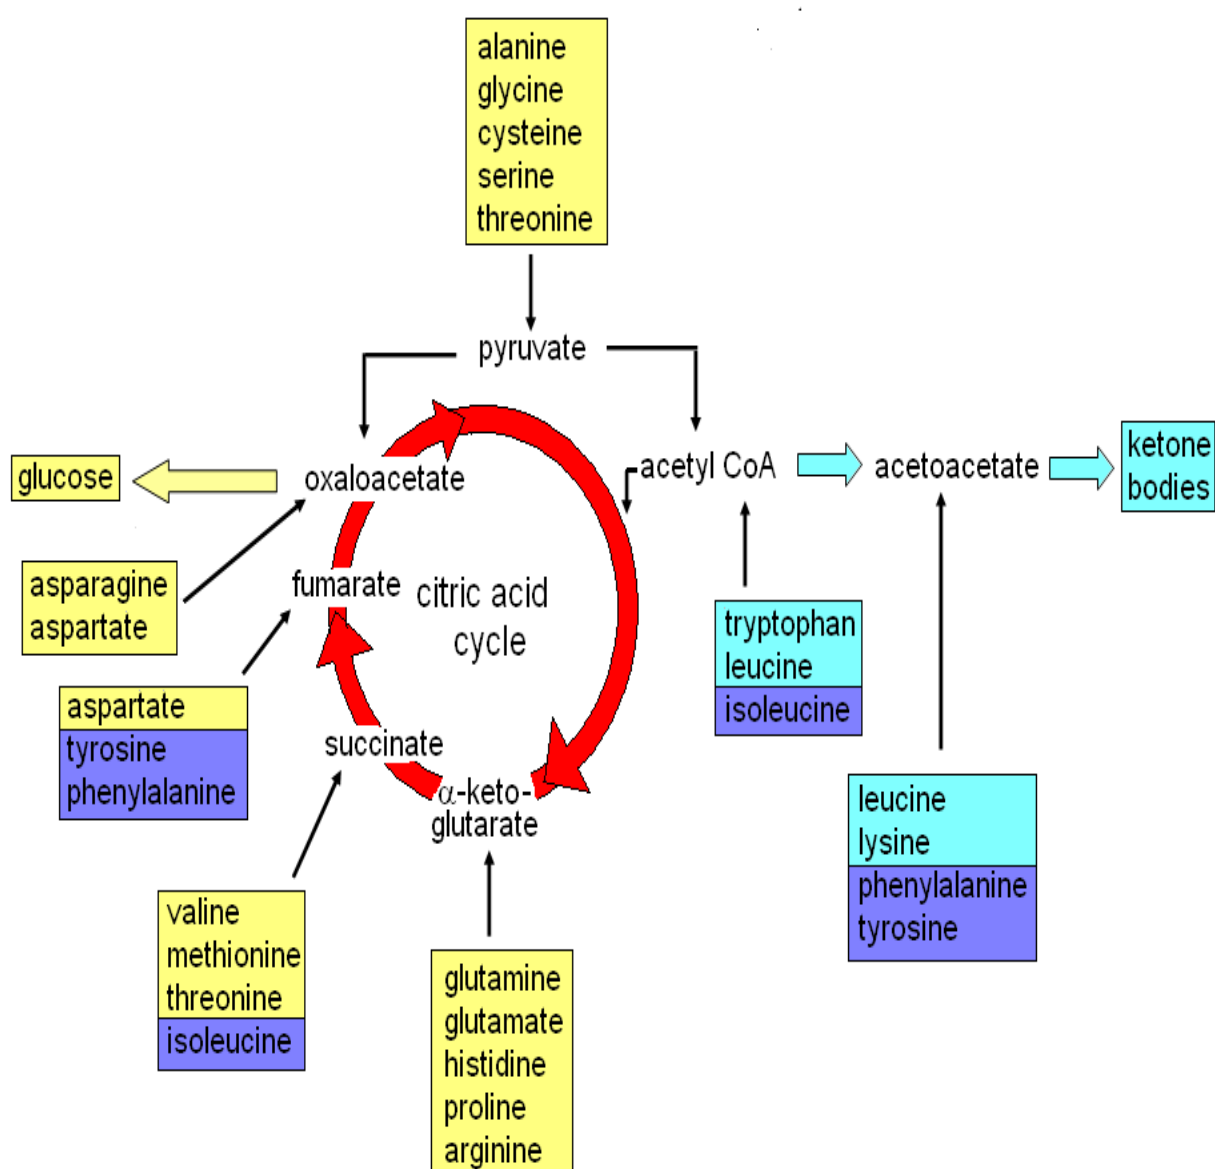 alanine
glycine
cysteine
serine
threonine
pyruvate
glucose
oxaloacetate
acetyl CoA
acetoacetate
ketone
bodies
asparagine
aspartate
fumarate
citric acid
cycle
tryptophan
leucine
isoleucine
aspartate
tyrosine
phenylalanine
succinate
α-keto-
glutarate
leucine
lysine
phenylalanine
tyrosine
valine
methionine
threonine
isoleucine
glutamine
glutamate
histidine
proline
arginine